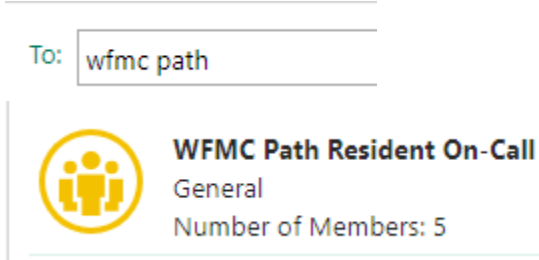 To: wfmc path
WFMC Path Resident On-Call
General
Number of Members: 5